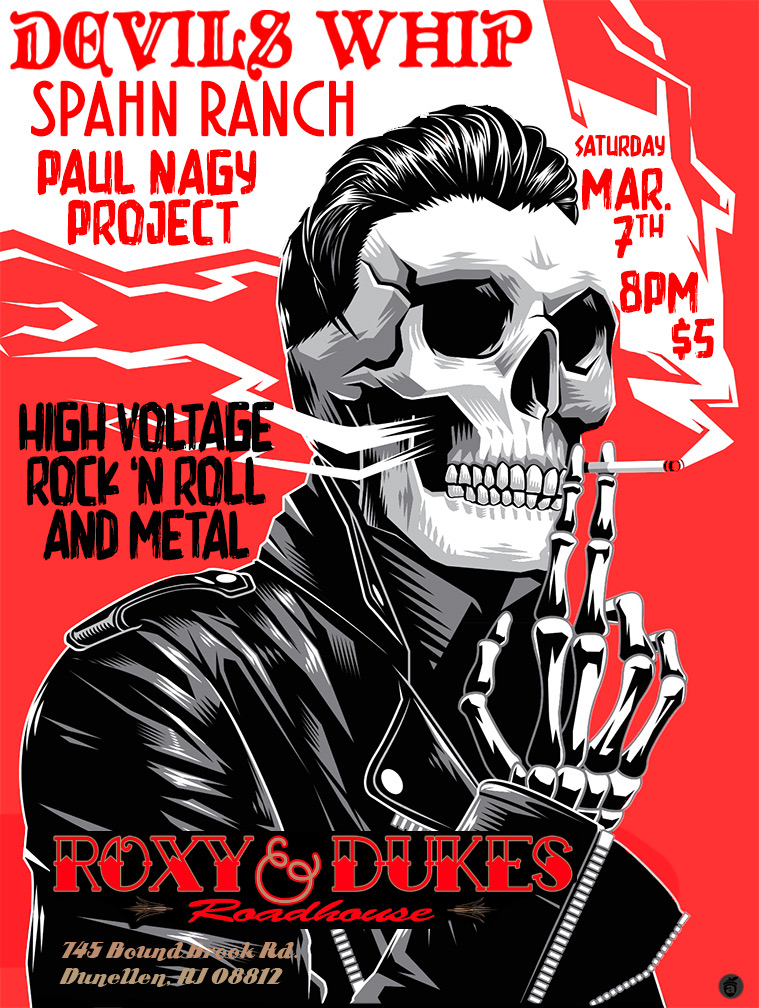 DEVILS WHIP
SPAHN RANCH
PAUL NAGY
PROJECT
SATURDAY
MAR.
7TH
8PM
$5
HIGH VOLTAGE
ROCK 'N ROLL
AND METAL
ROXY & DUKES
Roadhouse
745 Bound Brook Rd.
Dunellen, NJ 08812
a